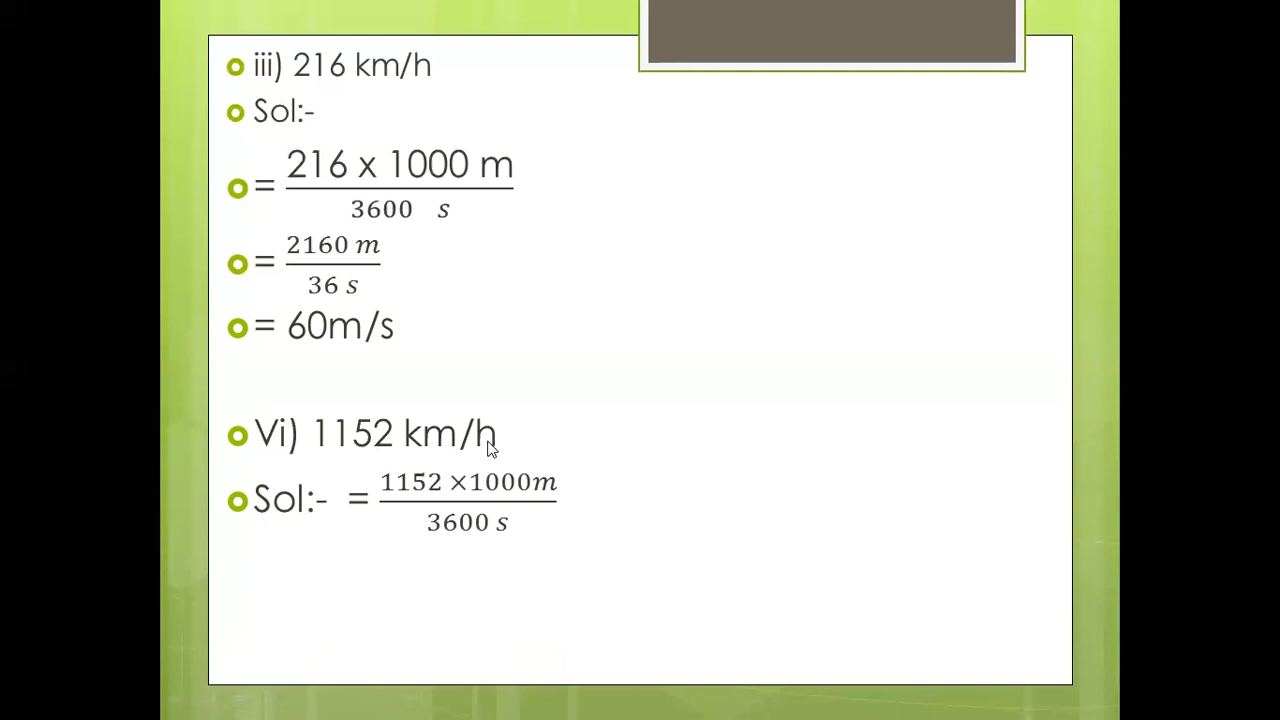 iii) 216 km/h
Sol:-
= 216 x 1000 m
3600 s
= 2160 m
36 s
= 60m/s
Vi) 1152 km/h
Sol:- = 1152 ×1000m
3600 s